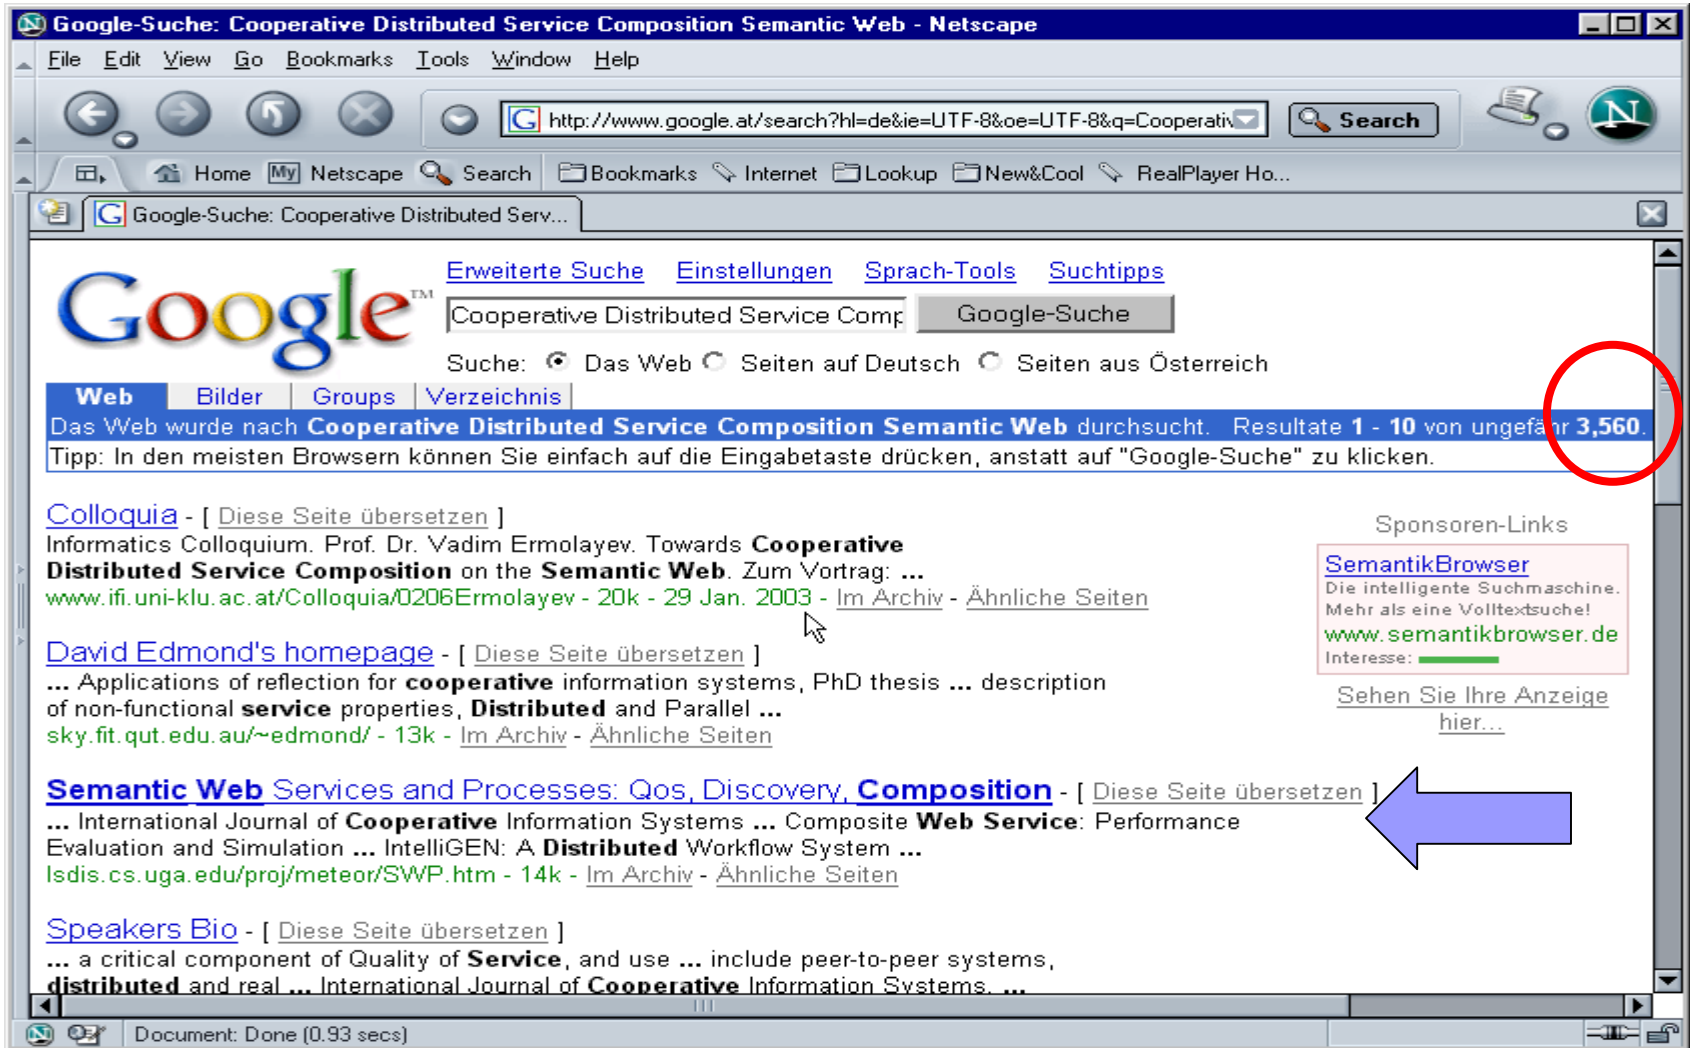 Google-Suche: Cooperative Distributed Service Composition Semantic Web - Netscape
File Edit View Go Bookmarks Tools Window Help
http://www.google.at/search?hl=de&ie=UTF-8&oe=UTF-8&q=Cooperativ Search N
Home My Netscape Search Bookmarks Internet Lookup New&Cool RealPlayer Ho...
G Google-Suche: Cooperative Distributed Serv...
Google™
Erweiterte Suche Einstellungen Sprach-Tools Suchtipps
Cooperative Distributed Service Comp Google-Suche
Suche: Das Web Seiten auf Deutsch Seiten aus Österreich
Web Bilder Groups Verzeichnis
Das Web wurde nach Cooperative Distributed Service Composition Semantic Web durchsucht. Resultate 1 - 10 von ungefähr 3,560.
Tipp: In den meisten Browsern können Sie einfach auf die Eingabetaste drücken, anstatt auf "Google-Suche" zu klicken.
Colloquia - [ Diese Seite übersetzen ]
Informatics Colloquium. Prof. Dr. Vadim Ermolayev. Towards Cooperative
Distributed Service Composition on the Semantic Web. Zum Vortrag: ...
www.ifi.uni-klu.ac.at/Colloquia/0206Ermolayev - 20k - 29 Jan. 2003 - Im Archiv - Ähnliche Seiten
David Edmond's homepage - [ Diese Seite übersetzen ]
... Applications of reflection for cooperative information systems, PhD thesis ... description
of non-functional service properties, Distributed and Parallel ...
sky.fit.qut.edu.au/~edmond/ - 13k - Im Archiv - Ähnliche Seiten
Semantic Web Services and Processes: Qos, Discovery, Composition - [ Diese Seite übersetzen ]
... International Journal of Cooperative Information Systems ... Composite Web Service: Performance
Evaluation and Simulation ... IntelliGEN: A Distributed Workflow System ...
lsdis.cs.uga.edu/proj/meteor/SWP.htm - 14k - Im Archiv - Ähnliche Seiten
Speakers Bio - [ Diese Seite übersetzen ]
... a critical component of Quality of Service, and use ... include peer-to-peer systems,
distributed and real ... International Journal of Cooperative Information Systems. ...
Sponsoren-Links
SemantikBrowser
Die intelligente Suchmaschine.
Mehr als eine Volltextsuche!
www.semantikbrowser.de
Interesse:
Sehen Sie Ihre Anzeige
hier...
Document: Done (0.93 secs)